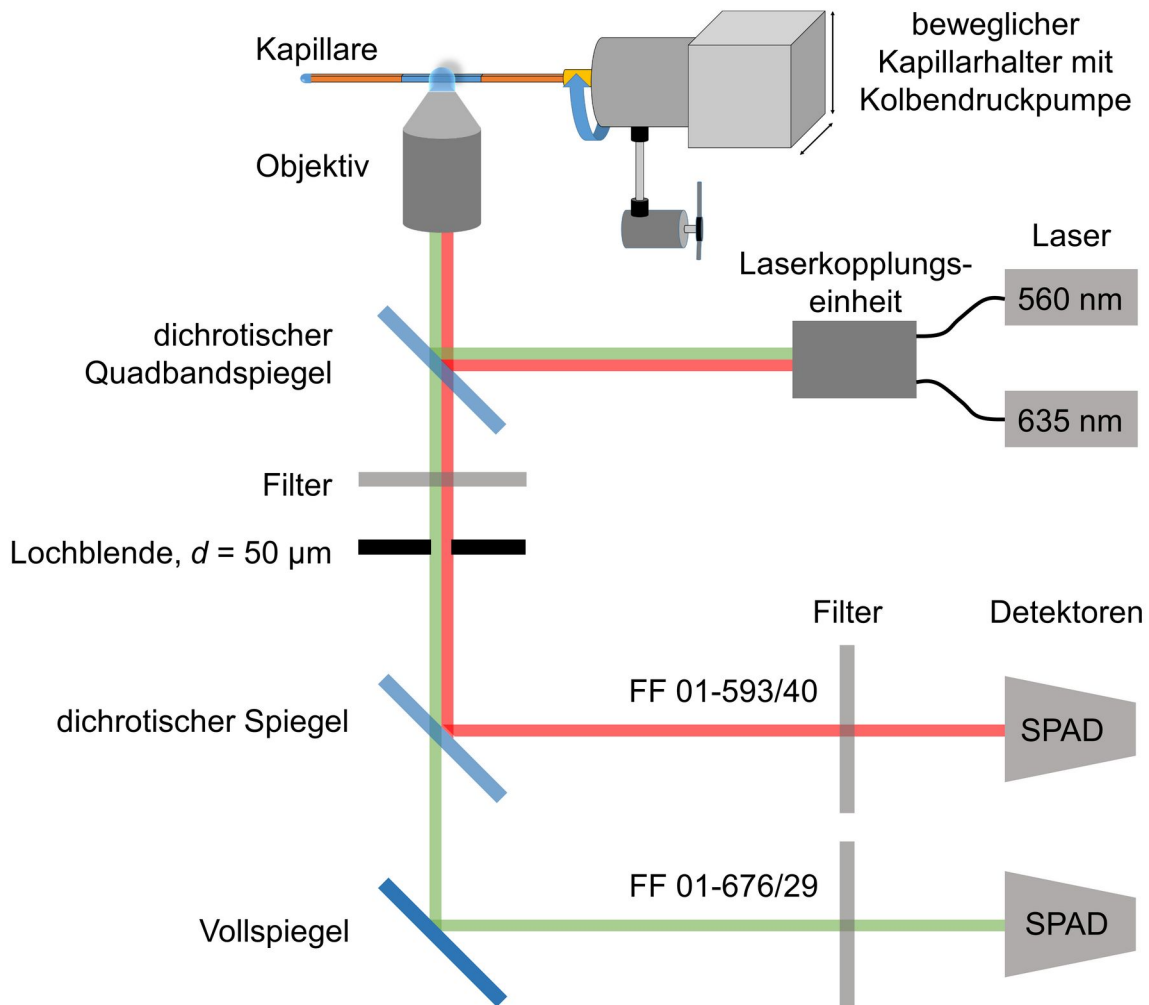 Kapillare
beweglicher
Kapillarhalter mit
Kolbendruckpumpe
Objektiv
Laser
Laserkopplungs-
einheit
560 nm
dichrotischer
Quadbandspiegel
635 nm
Filter
Lochblende, d = 50 µm
Filter
Detektoren
FF 01-593/40
dichrotischer Spiegel
SPAD
FF 01-676/29
Vollspiegel
SPAD